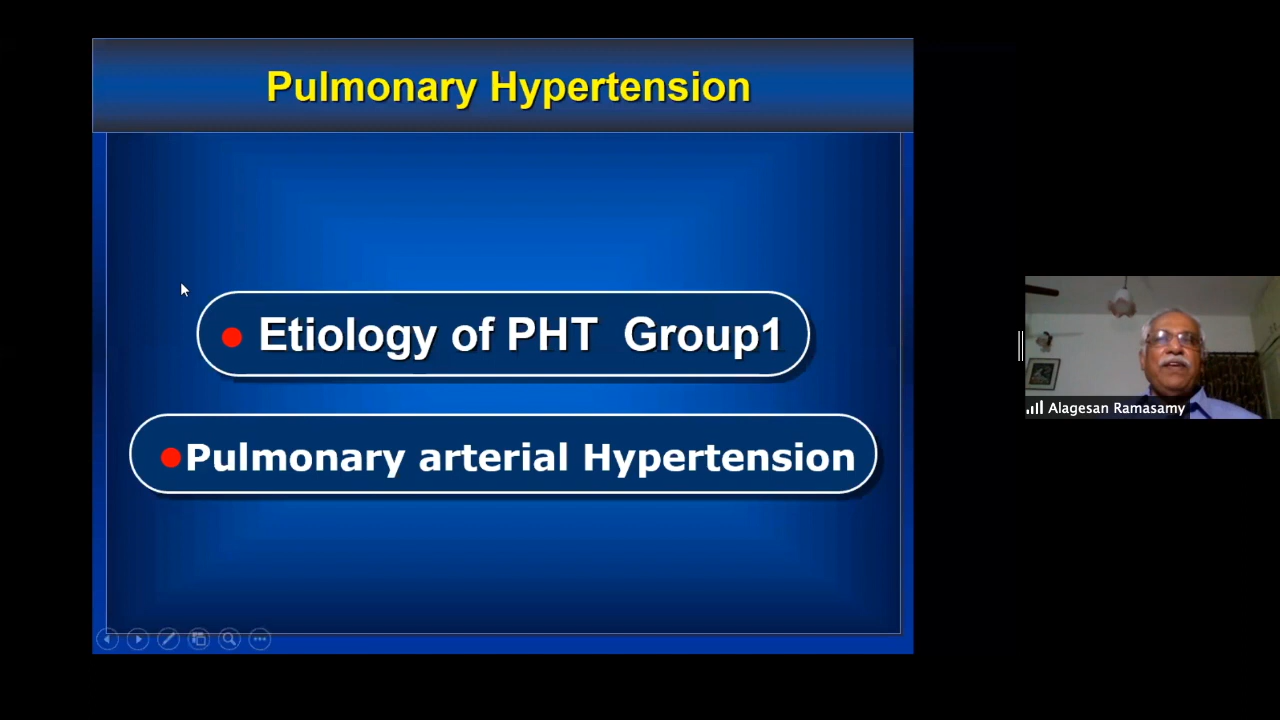 Pulmonary Hypertension
Etiology of PHT Group1
Pulmonary arterial Hypertension
Alagesan Ramasamy